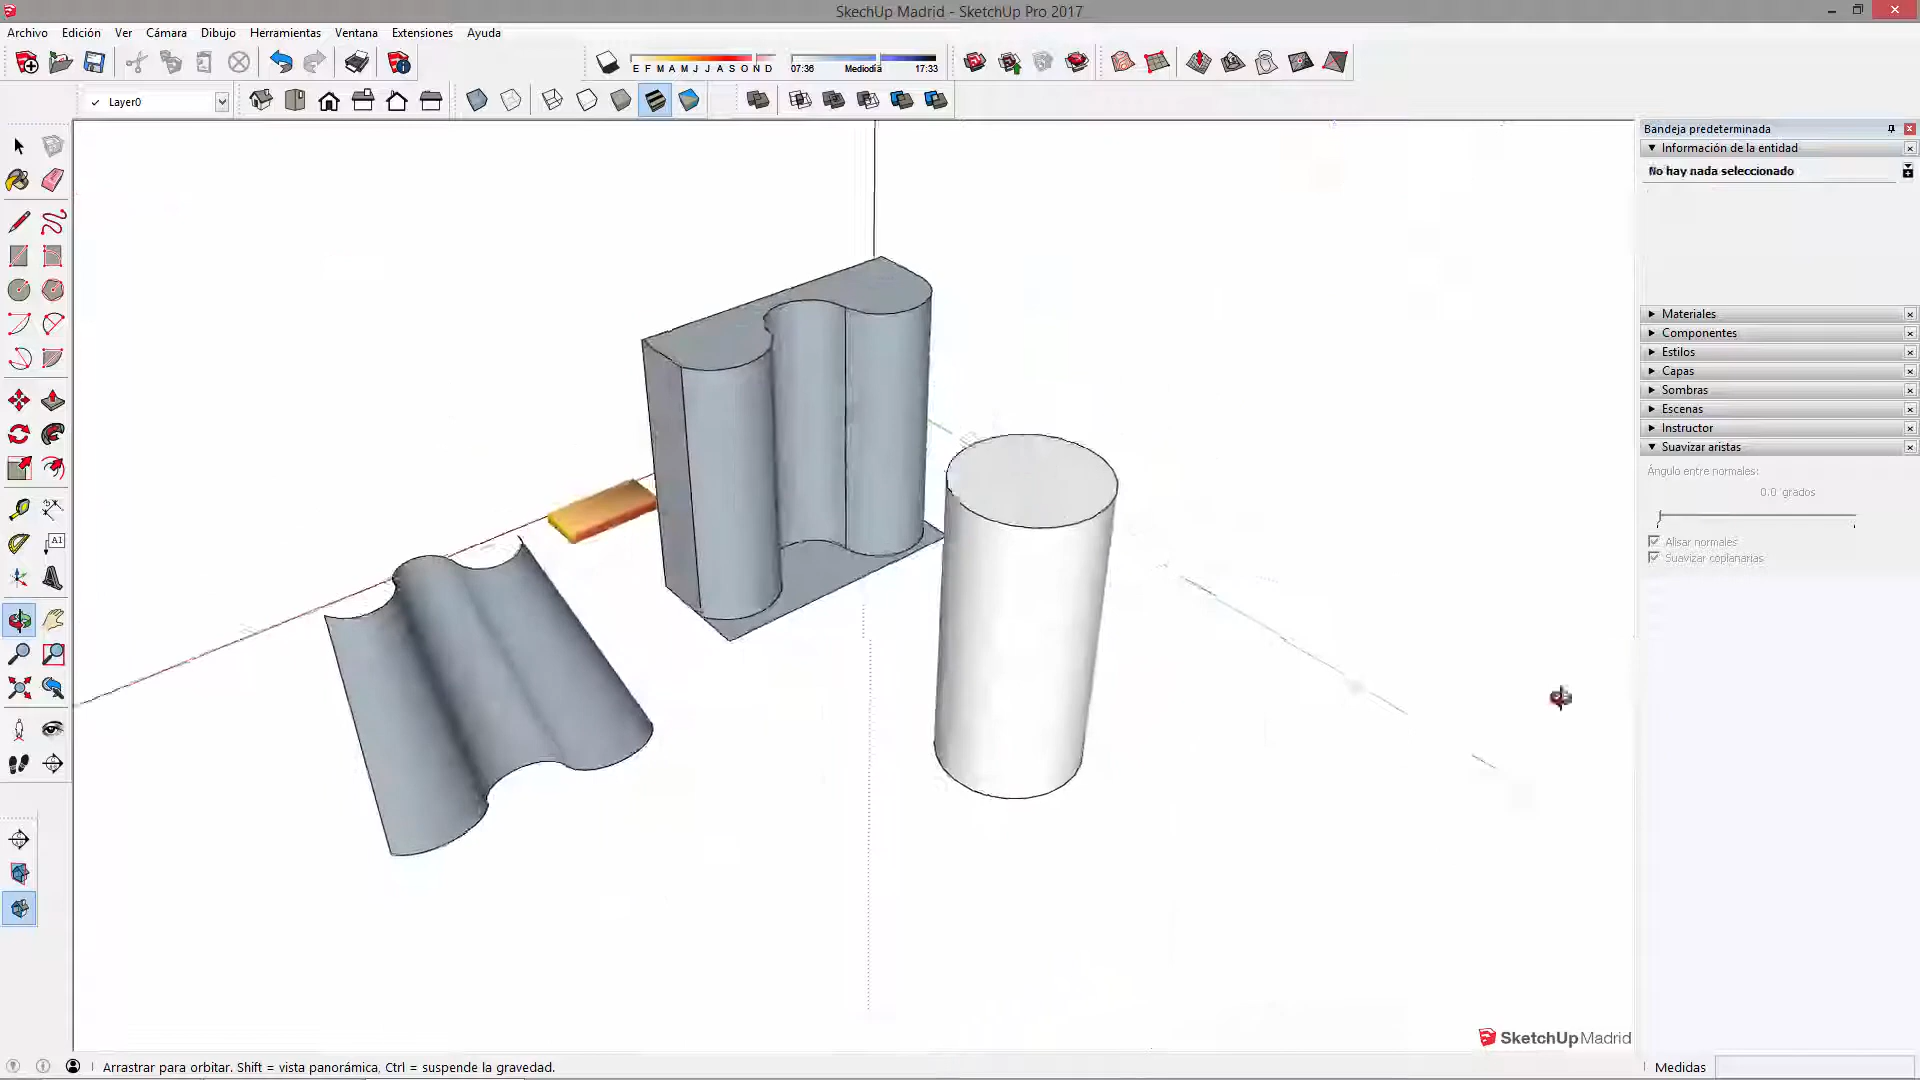 SkechUp Madrid - SketchUp Pro 2017
Archivo Edición Ver Cámara Dibujo Herramientas Ventana Extensiones Ayuda
E F M A M J J A S O N D
07:36 Mediodía 17:33
Layer0
Bandeja predeterminada
Información de la entidad
No hay nada seleccionado
Materiales
Componentes
Estilos
Capas
Sombras
Escenas
Instructor
Suavizar aristas
Ángulo entre normales:
0.0 grados
Alisar normales
Suavizar coplanarias
A1
SketchUp Madrid
Arrastrar para orbitar. Shift = vista panorámica, Ctrl = suspende la gravedad.
Medidas